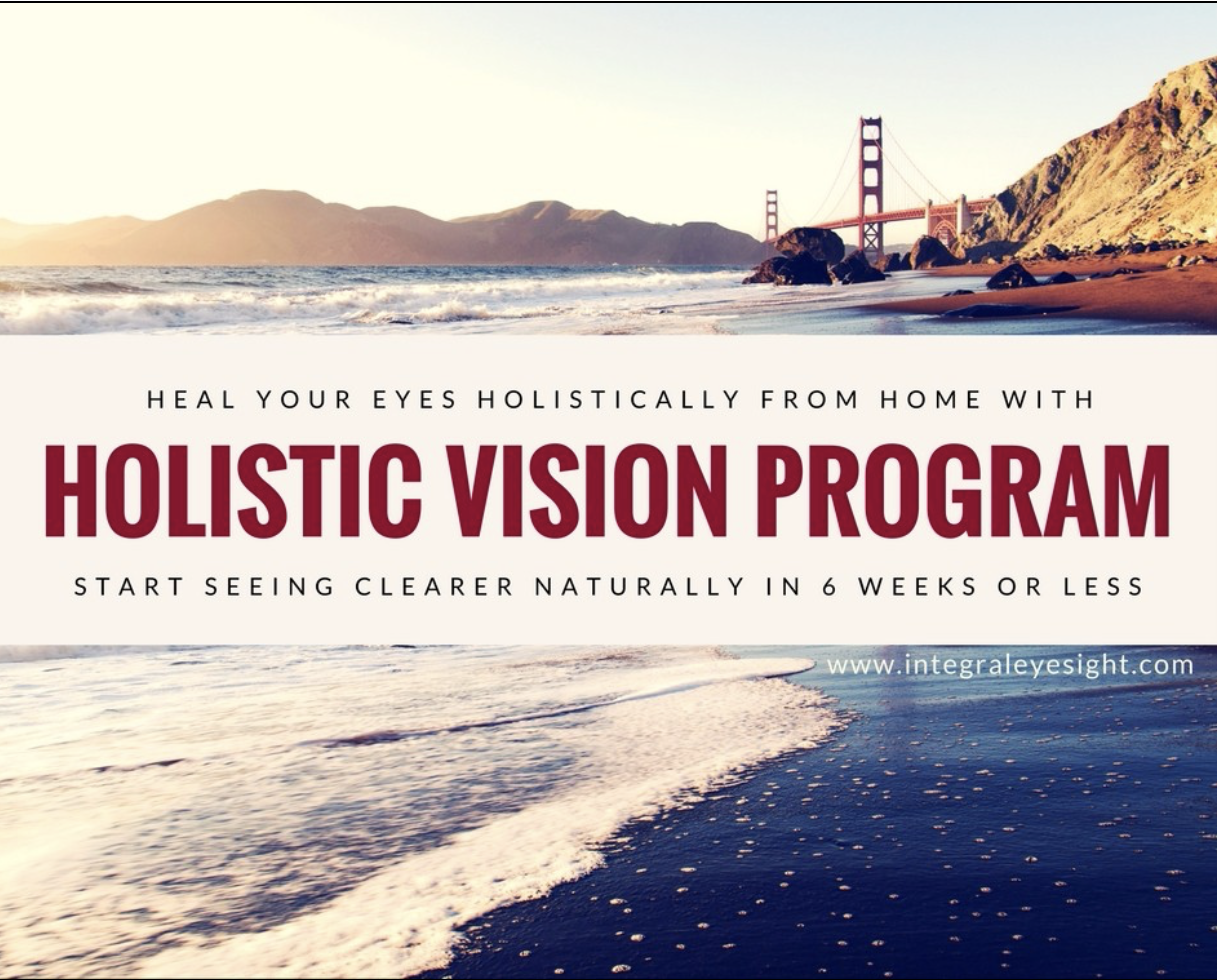 HEAL YOUR EYES HOLISTICALLY FROM HOME WITH
HOLISTIC VISION PROGRAM
START SEEING CLEARER NATURALLY IN 6 WEEKS OR LESS
www.integraleyesight.com